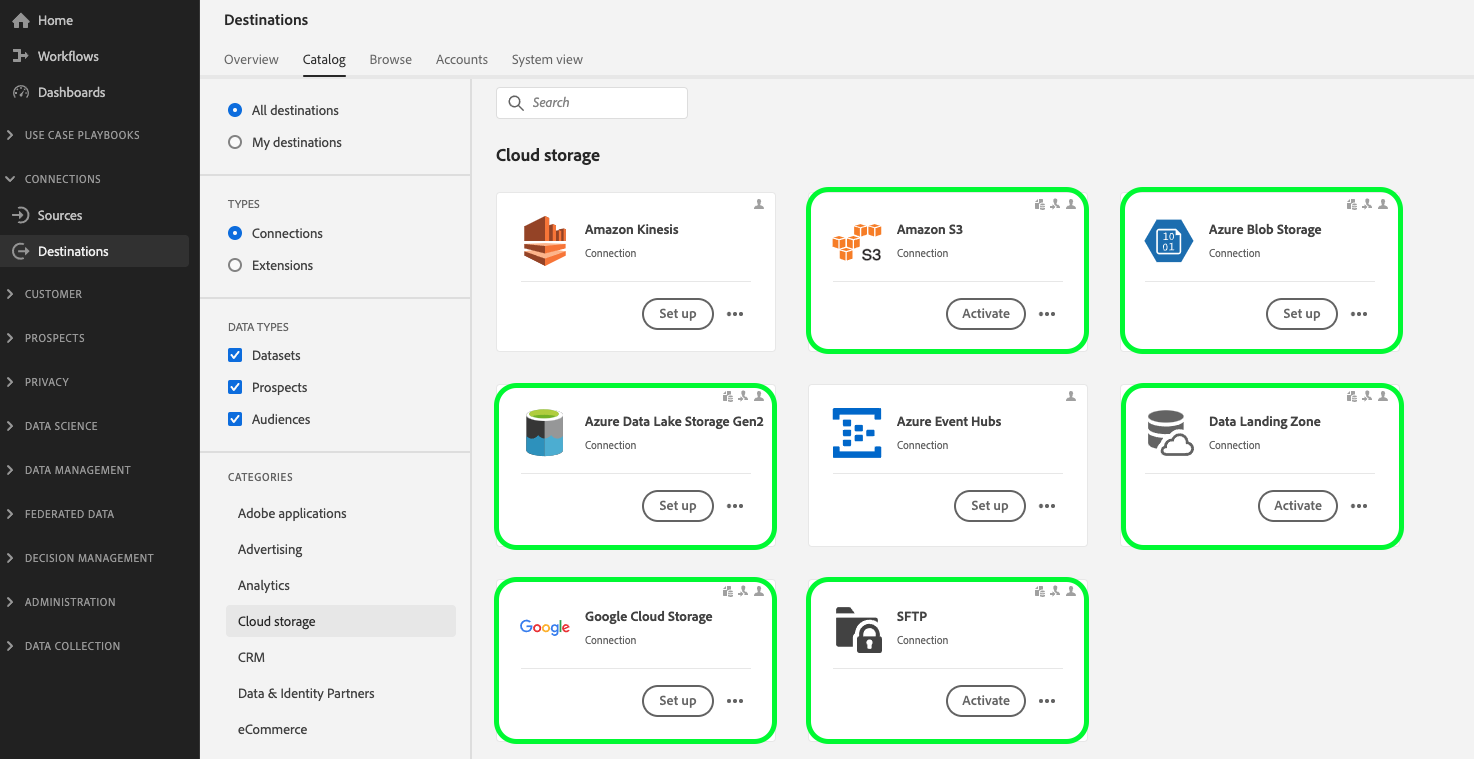 Home
Workflows
Dashboards
USE CASE PLAYBOOKS
CONNECTIONS
Sources
Destinations
CUSTOMER
PROSPECTS
PRIVACY
DATA SCIENCE
DATA MANAGEMENT
FEDERATED DATA
DECISION MANAGEMENT
ADMINISTRATION
DATA COLLECTION
Destinations
Overview Catalog Browse Accounts System view
All destinations
My destinations
TYPES
Connections
Extensions
DATA TYPES
Datasets
Prospects
Audiences
CATEGORIES
Adobe applications
Advertising
Analytics
Cloud storage
CRM
Data & Identity Partners
eCommerce
Search
Cloud storage
Amazon Kinesis
Connection
Set up
S3
Amazon S3
Connection
Activate
10
01
Azure Blob Storage
Connection
Set up
Azure Data Lake Storage Gen2
Connection
Set up
Azure Event Hubs
Connection
Set up
Data Landing Zone
Connection
Activate
Google
Google Cloud Storage
Connection
Set up
SFTP
Connection
Activate